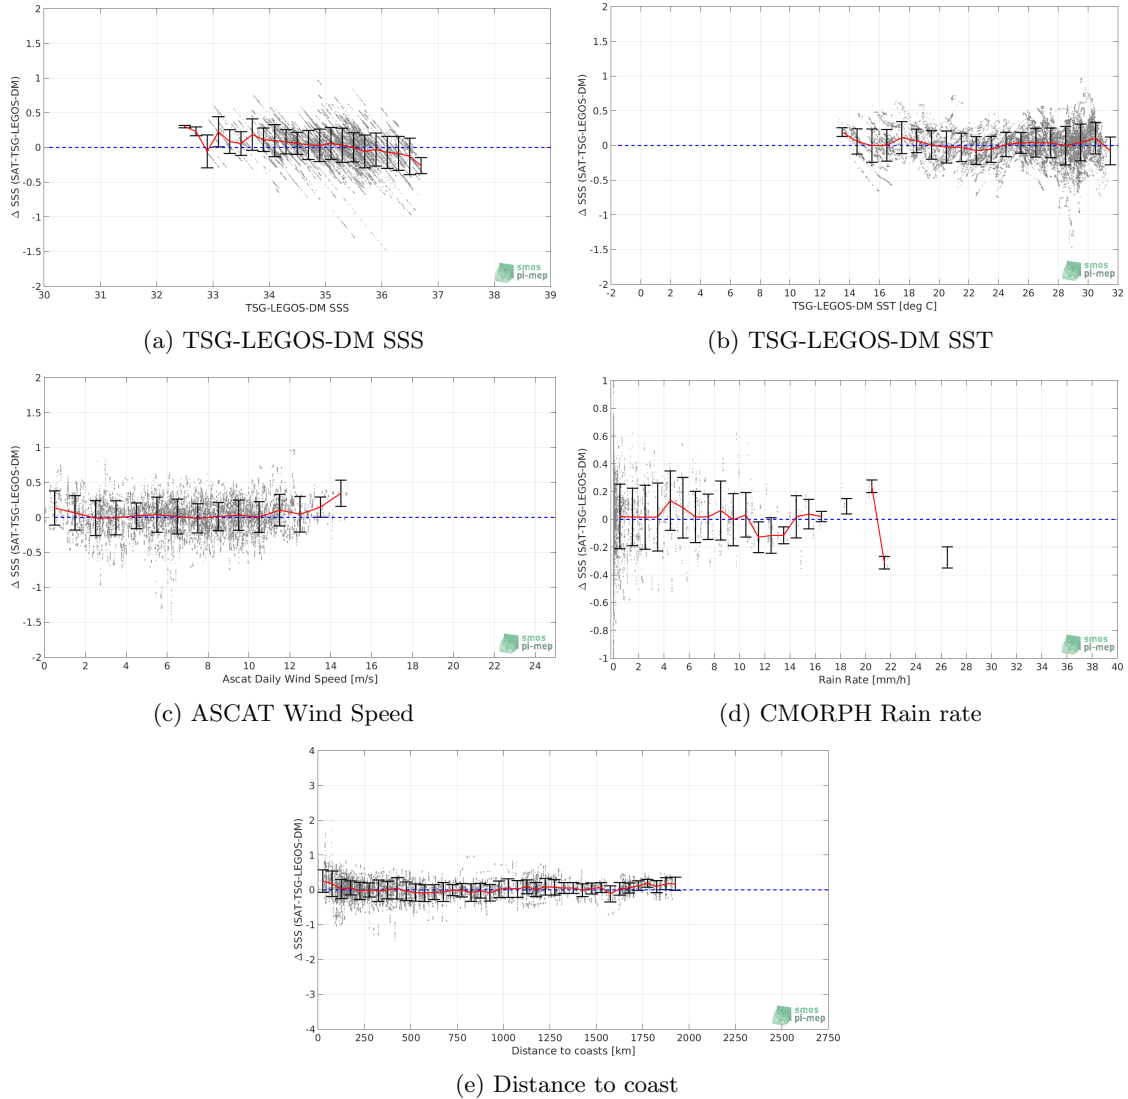 2
1.5
1
0.5
0
-0.5
-1
-1.5
-2
Δ SSS (SAT-TSG-LEGOS-DM)
30 31 32 33 34 35 36 37 38 39
TSG-LEGOS-DM SSS
smos
pi-mep
(a) TSG-LEGOS-DM SSS
2
1.5
1
0.5
0
-0.5
-1
-1.5
-2
Δ SSS (SAT-TSG-LEGOS-DM)
-2 0 2 4 6 8 10 12 14 16 18 20 22 24 26 28 30 32
TSG-LEGOS-DM SST [deg C]
smos
pi-mep
(b) TSG-LEGOS-DM SST
2
1.5
1
0.5
0
-0.5
-1
-1.5
-2
Δ SSS (SAT-TSG-LEGOS-DM)
0 2 4 6 8 10 12 14 16 18 20 22 24
Ascat Daily Wind Speed [m/s]
smos
pi-mep
(c) ASCAT Wind Speed
1
0.8
0.6
0.4
0.2
0
-0.2
-0.4
-0.6
-0.8
-1
Δ SSS (SAT-TSG-LEGOS-DM)
0 2 4 6 8 10 12 14 16 18 20 22 24 26 28 30 32 34 36 38 40
Rain Rate [mm/h]
smos
pi-mep
(d) CMORPH Rain rate
4
3
2
1
0
-1
-2
-3
-4
Δ SSS (SAT-TSG-LEGOS-DM)
0 250 500 750 1000 1250 1500 1750 2000 2250 2500 2750
Distance to coasts [km]
smos
pi-mep
(e) Distance to coast